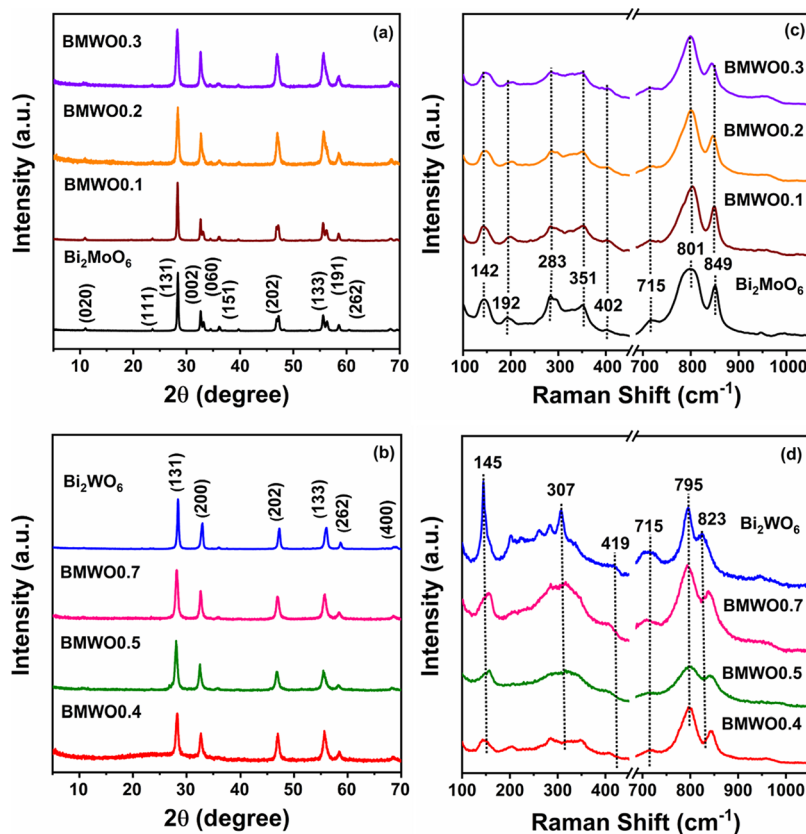 (a)
BMWO0.3
BMWO0.2
BMWO0.1
Bi₂MoO₆
(020)
(111)
(131)
(002)
(060)
(151)
(202)
(133)
(191)
(262)
10 20 30 40 50 60 70
2θ (degree)
Intensity (a.u.)
(c)
BMWO0.3
BMWO0.2
BMWO0.1
Bi₂MoO₆
142
192
283
351
402
715
801
849
100 200 300 400 700 800 900 1000
Raman Shift (cm⁻¹)
Intensity (a.u.)
(b)
Bi₂WO₆
BMWO0.7
BMWO0.5
BMWO0.4
(131)
(200)
(202)
(133)
(262)
(400)
10 20 30 40 50 60 70
2θ (degree)
Intensity (a.u.)
(d)
145
307
419
715
795
823
Bi₂WO₆
BMWO0.7
BMWO0.5
BMWO0.4
100 200 300 400 700 800 900 1000
Raman Shift (cm⁻¹)
Intensity (a.u.)